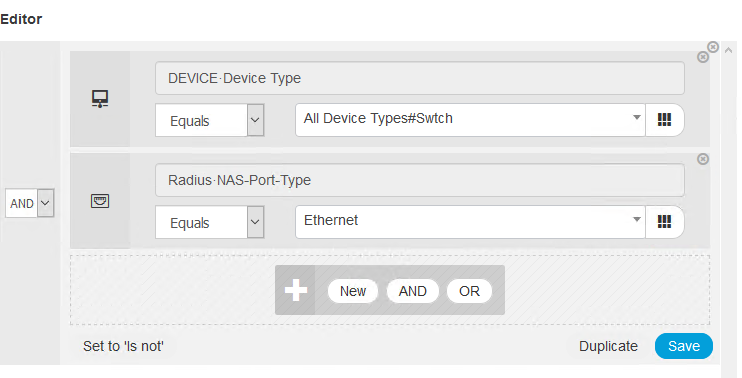 Editor
DEVICE·Device Type
Equals
All Device Types#Swtch
AND
Radius·NAS-Port-Type
Equals
Ethernet
New
AND
OR
Set to 'Is not'
Duplicate
Save